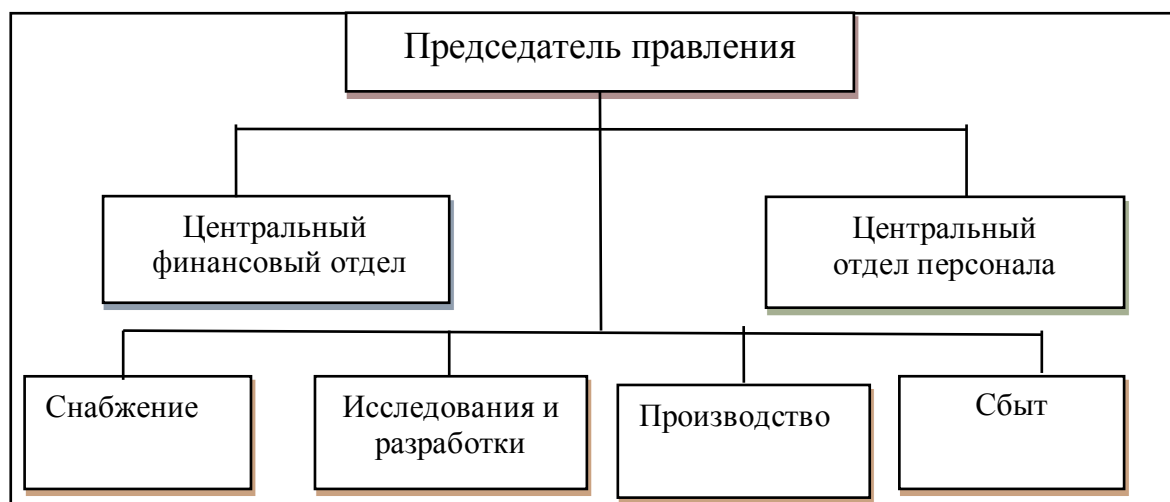 Председатель правления
Центральный
финансовый отдел
Центральный
отдел персонала
Снабжение
Исследования и
разработки
Производство
Сбыт